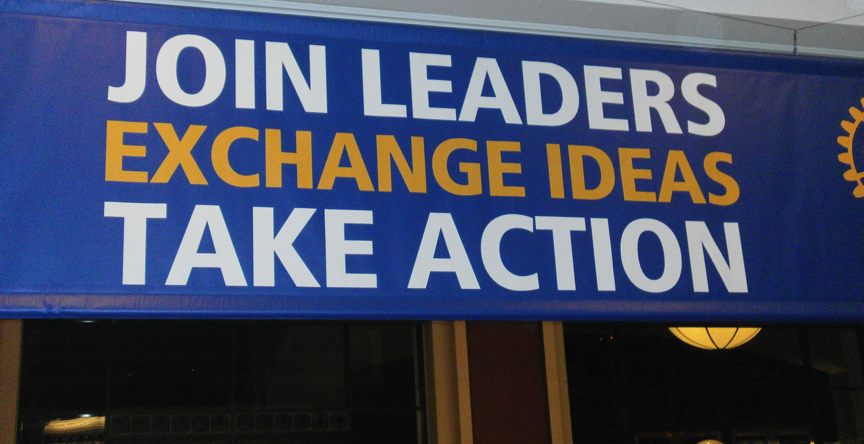 JOIN LEADERS
EXCHANGE IDEAS
TAKE ACTION